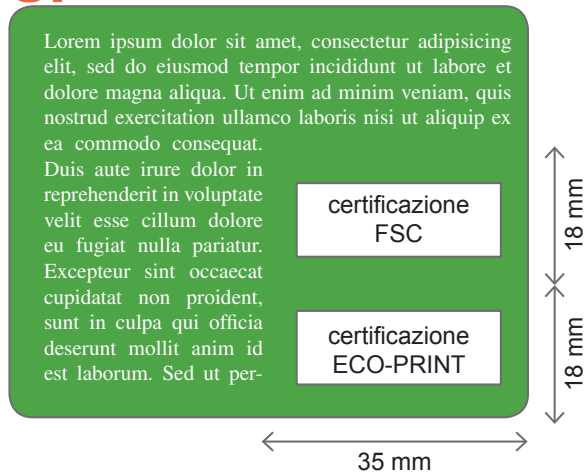 Lorem ipsum dolor sit amet, consectetur adipisicing
elit, sed do eiusmod tempor incididunt ut labore et
dolore magna aliqua. Ut enim ad minim veniam, quis
nostrud exercitation ullamco laboris nisi ut aliquip ex
ea commodo consequat.
Duis aute irure dolor in
reprehenderit in voluptate
velit esse cillum dolore
eu fugiat nulla pariatur.
Excepteur sint occaecat
cupidatat non proident,
sunt in culpa qui officia
deserunt mollit anim id
est laborum. Sed ut per-
certificazione
FSC
certificazione
ECO-PRINT
18 mm
18 mm
35 mm